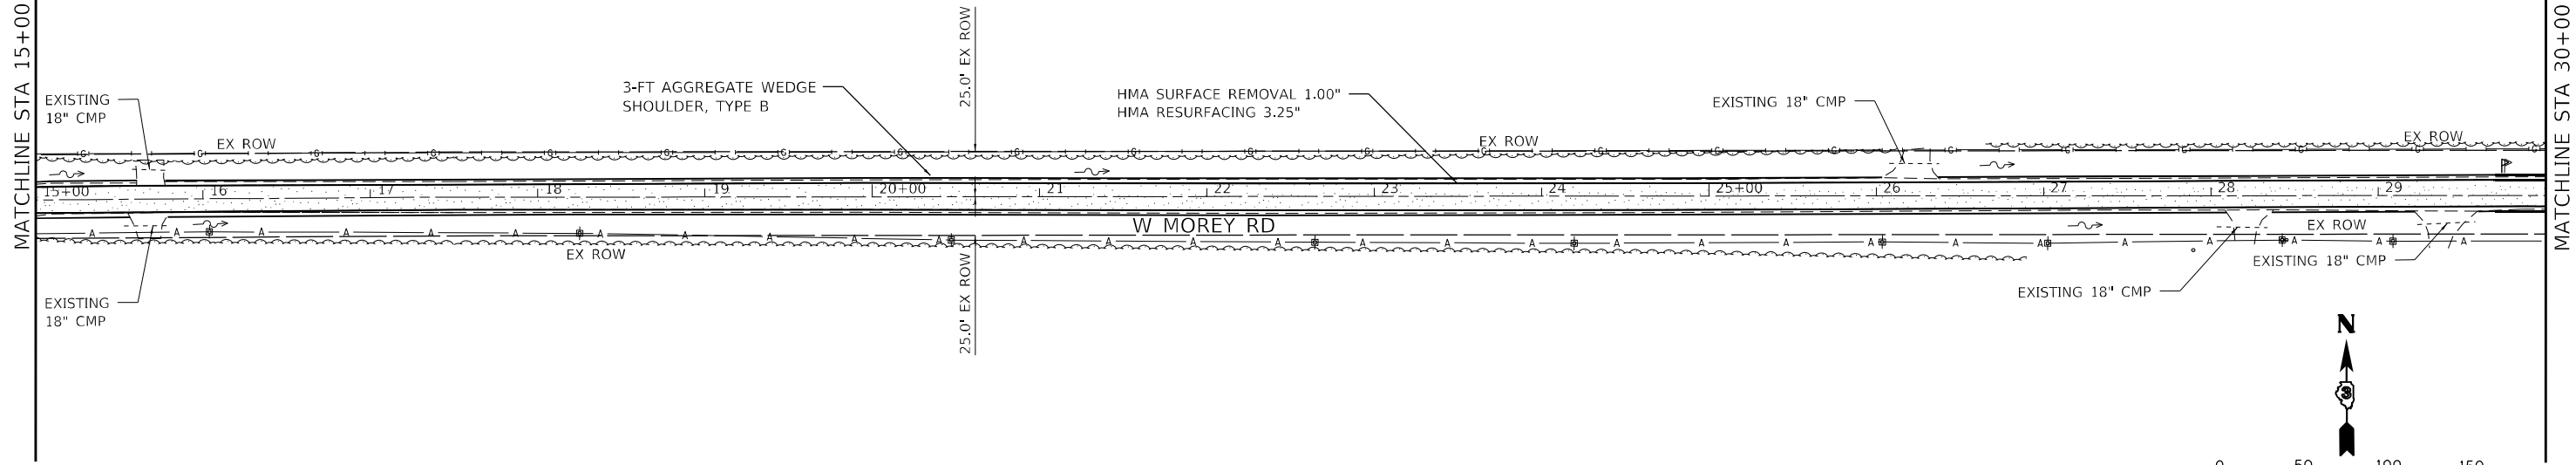 MATCHLINE STA 15+00
EXISTING
18" CMP
EX ROW
3-FT AGGREGATE WEDGE
SHOULDER, TYPE B
25.0' EX ROW
HMA SURFACE REMOVAL 1.00"
HMA RESURFACING 3.25"
EX ROW
EXISTING 18" CMP
EX ROW
MATCHLINE STA 30+00
G G G G G G G G G G G G G G G G G G G G G G
15+00 16 17 18 19 20+00 21 22 23 24 25+00 26 27 28 29
W MOREY RD
A A A A A A A A A A A A A A A A A A A A A A A A A A A A A
EX ROW
EX ROW
25.0' EX ROW
EXISTING
18" CMP
EXISTING 18" CMP
EXISTING 18" CMP
N
3
0 50 100 150